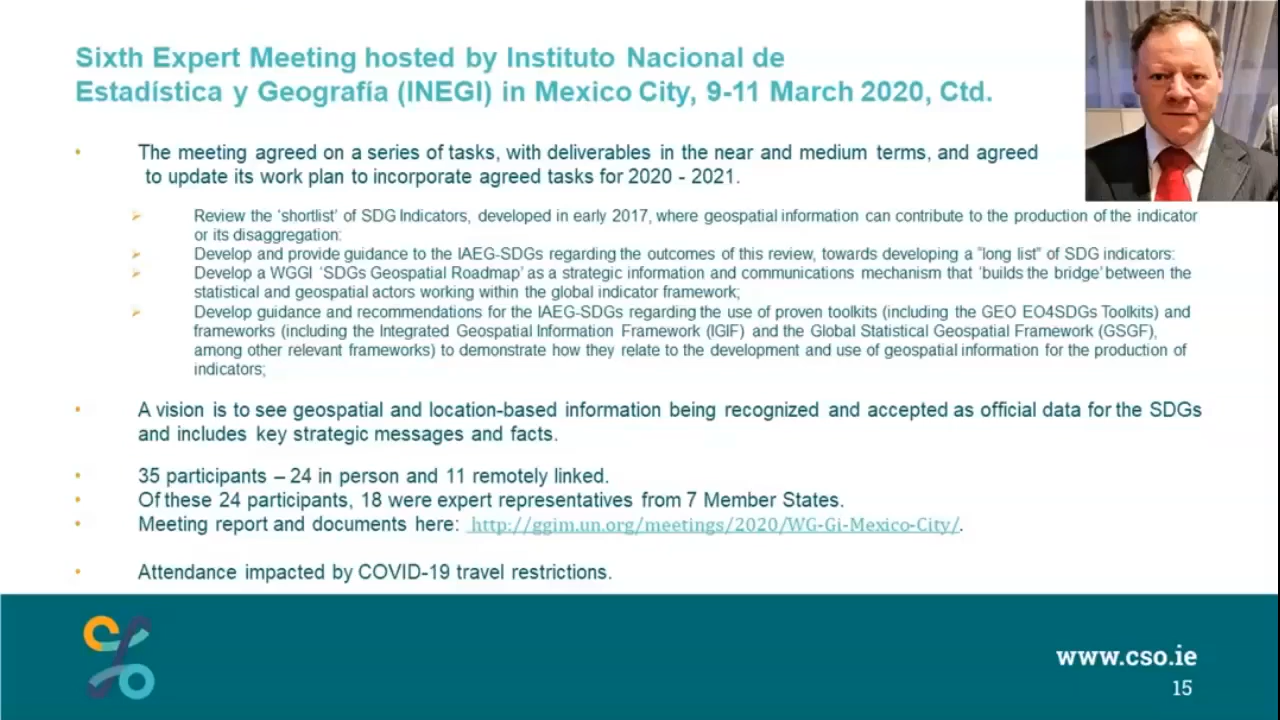 Sixth Expert Meeting hosted by Instituto Nacional de
Estadística y Geografía (INEGI) in Mexico City, 9-11 March 2020, Ctd.
The meeting agreed on a series of tasks, with deliverables in the near and medium terms, and agreed
to update its work plan to incorporate agreed tasks for 2020 - 2021.
Review the 'shortlist' of SDG Indicators, developed in early 2017, where geospatial information can contribute to the production of the indicator
or its disaggregation:
Develop and provide guidance to the IAEG-SDGs regarding the outcomes of this review, towards developing a "long list" of SDG indicators:
Develop a WGGI 'SDGs Geospatial Roadmap' as a strategic information and communications mechanism that 'builds the bridge' between the
statistical and geospatial actors working within the global indicator framework;
Develop guidance and recommendations for the IAEG-SDGs regarding the use of proven toolkits (including the GEO EO4SDGs Toolkits) and
frameworks (including the Integrated Geospatial Information Framework (IGIF) and the Global Statistical Geospatial Framework (GSGF),
among other relevant frameworks) to demonstrate how they relate to the development and use of geospatial information for the production of
indicators;
A vision is to see geospatial and location-based information being recognized and accepted as official data for the SDGs
and includes key strategic messages and facts.
35 participants – 24 in person and 11 remotely linked.
Of these 24 participants, 18 were expert representatives from 7 Member States.
Meeting report and documents here: http://ggim.un.org/meetings/2020/WG-Gi-Mexico-City/.
Attendance impacted by COVID-19 travel restrictions.
www.cso.ie
15